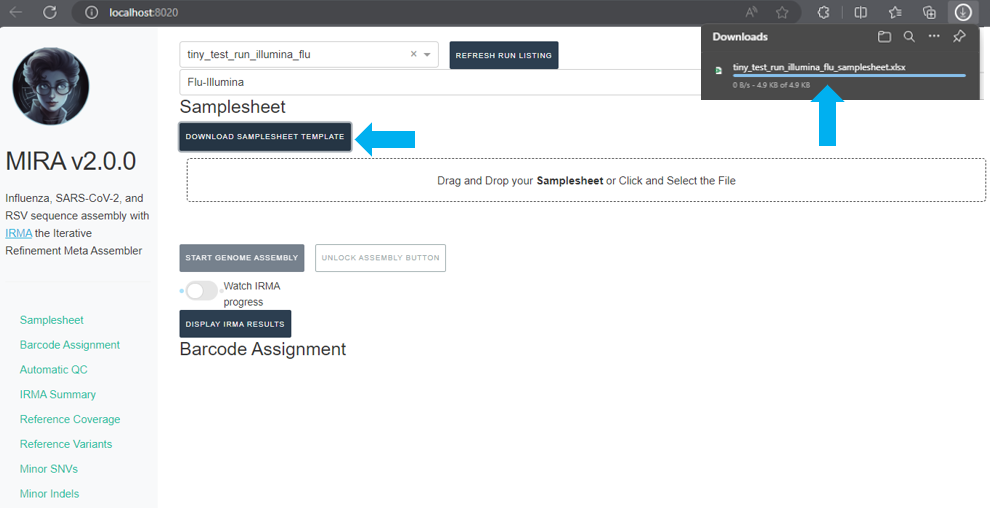 localhost:8020
Downloads
tiny_test_run_illumina_flu_samplesheet.xlsx
0 B/s - 4.9 KB of 4.9 KB
tiny_test_run_illumina_flu
REFRESH RUN LISTING
Flu-Illumina
Samplesheet
DOWNLOAD SAMPLESHEET TEMPLATE
Drag and Drop your Samplesheet or Click and Select the File
START GENOME ASSEMBLY
UNLOCK ASSEMBLY BUTTON
Watch IRMA
progress
DISPLAY IRMA RESULTS
Barcode Assignment
MIRA v2.0.0
Influenza, SARS-CoV-2, and
RSV sequence assembly with
IRMA the Iterative
Refinement Meta Assembler
Samplesheet
Barcode Assignment
Automatic QC
IRMA Summary
Reference Coverage
Reference Variants
Minor SNVs
Minor Indels